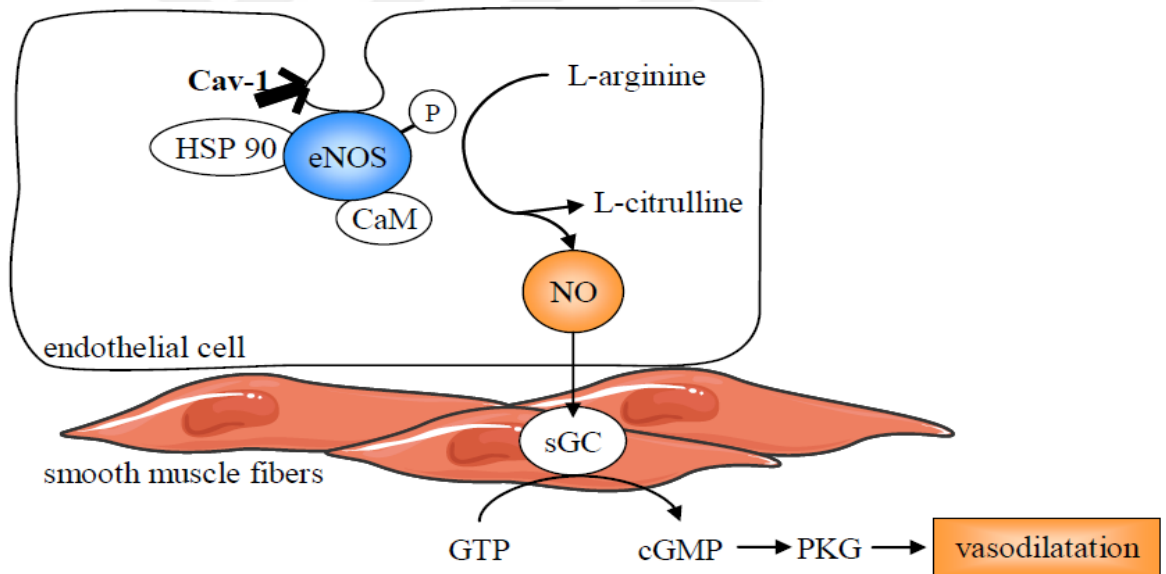 Cav-1
L-arginine
P
HSP 90
eNOS
L-citrulline
CaM
NO
endothelial cell
sGC
smooth muscle fibers
GTP
cGMP
PKG
vasodilatation